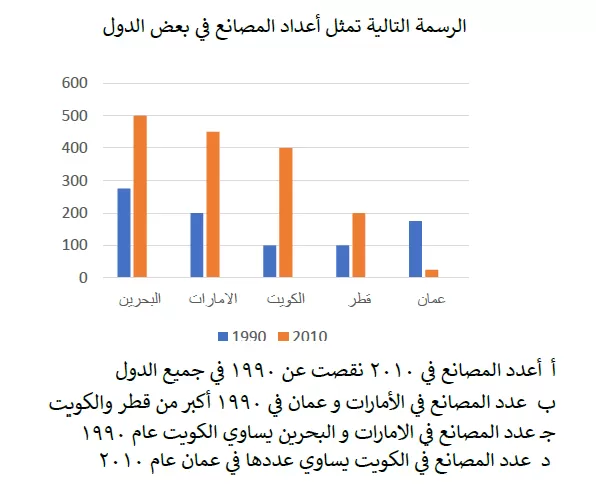 الرسمة التالية تمثل أعداد المصانع في بعض الدول
600
500
400
300
200
100
0
البحرين الامارات الكويت قطر عمان
1990 2010
أ أعدد المصانع في ٢٠١٠ نقصت عن ١٩٩٠ في جميع الدول
ب عدد المصانع في الأمارات و عمان في ١٩٩٠ أكبر من قطر والكويت
جـ عدد المصانع في الامارات و البحرين يساوي الكويت عام ١٩٩٠
د عدد المصانع في الكويت يساوي عددها في عمان عام ٢٠١٠